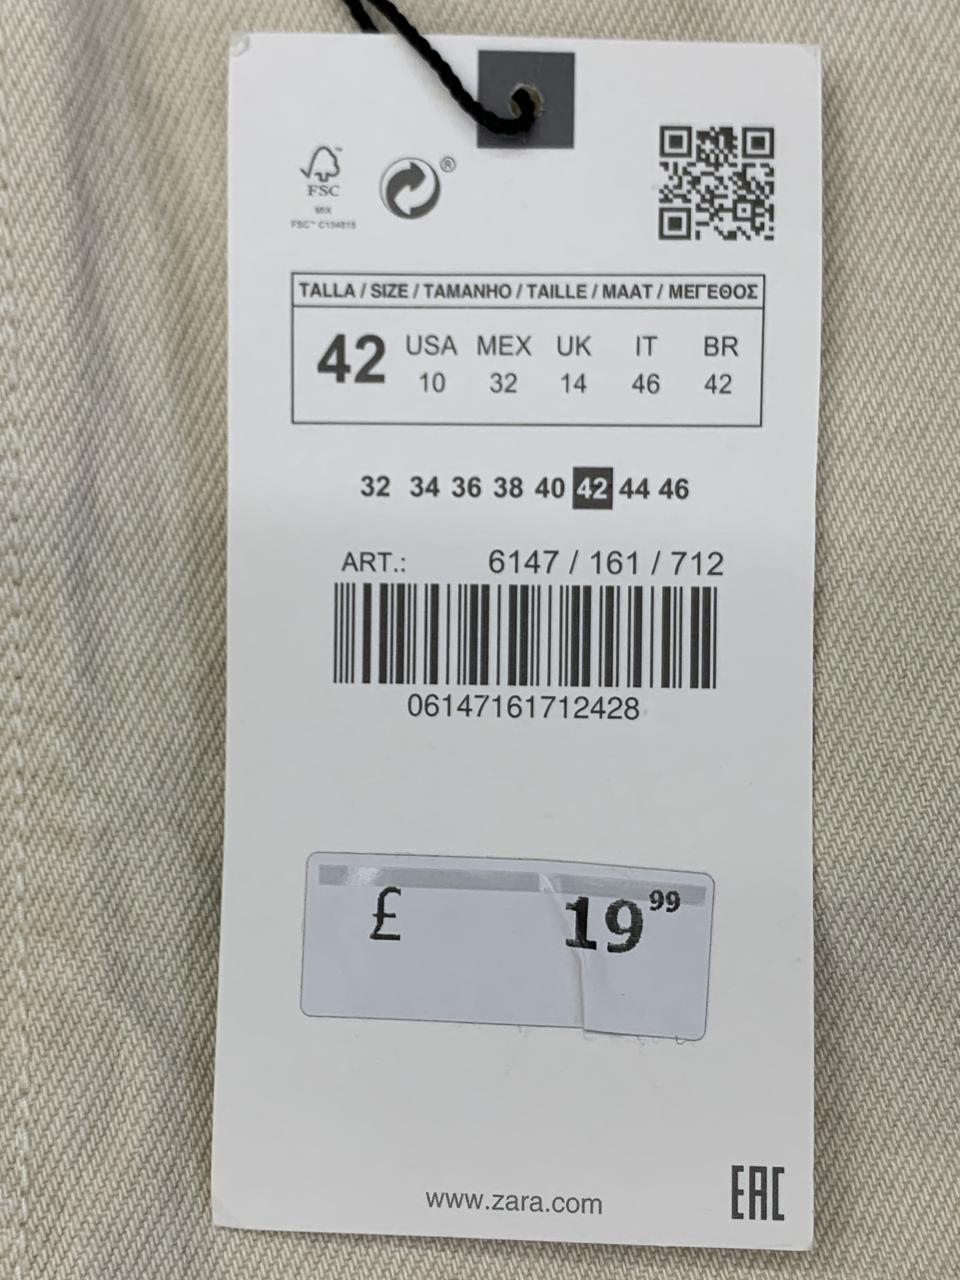 FSC
MIX
FSC™ C134815
®
TALLA / SIZE / TAMANHO / TAILLE / MAAT / ΜΕΓΕΘΟΣ
42 USA MEX UK IT BR
10 32 14 46 42
32 34 36 38 40 42 44 46
ART.: 6147 / 161 / 712
06147161712428
£ 19 99
www.zara.com
EAC